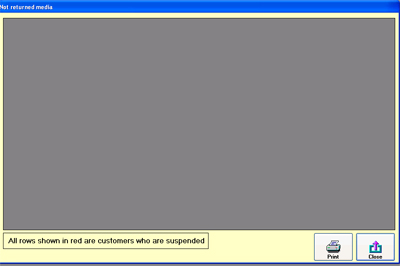 Not returned media
All rows shown in red are customers who are suspended
Print
Close